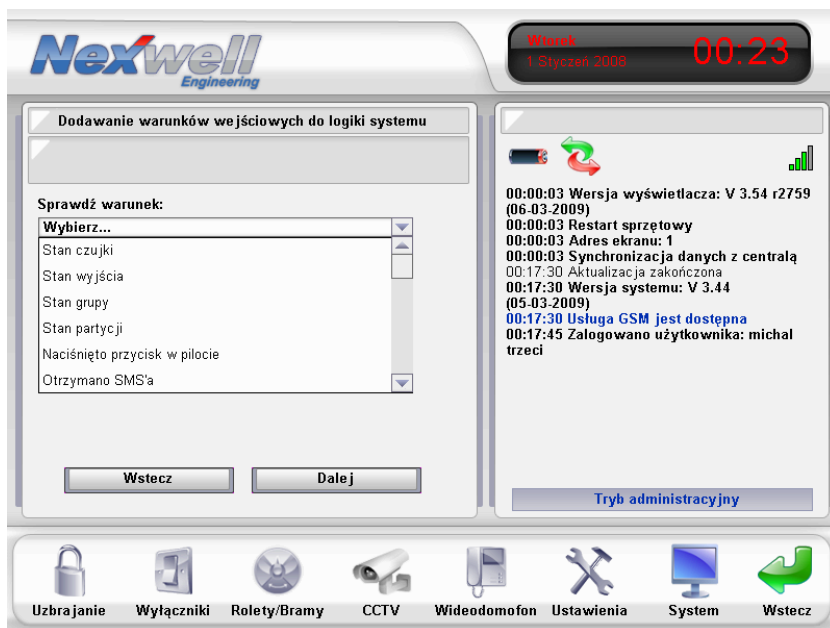 Nexwell
Engineering
Wtorek
1 Styczeń 2008
00:23
Dodawanie warunków wejściowych do logiki systemu
Sprawdź warunek:
Wybierz...
Stan czujki
Stan wyjścia
Stan grupy
Stan partycji
Naciśnięto przycisk w pilocie
Otrzymano SMS'a
Wstecz
Dalej
00:00:03 Wersja wyświetlacza: V 3.54 r2759
(06-03-2009)
00:00:03 Restart sprzętowy
00:00:03 Adres ekranu: 1
00:00:03 Synchronizacja danych z centralą
00:17:30 Aktualizacja zakończona
00:17:30 Wersja systemu: V 3.44
(05-03-2009)
00:17:30 Usługa GSM jest dostępna
00:17:45 Zalogowano użytkownika: michal
trzeci
Tryb administracyjny
Uzbrajanie
Wyłączniki
Rolety/Bramy
CCTV
Wideodomofon
Ustawienia
System
Wstecz